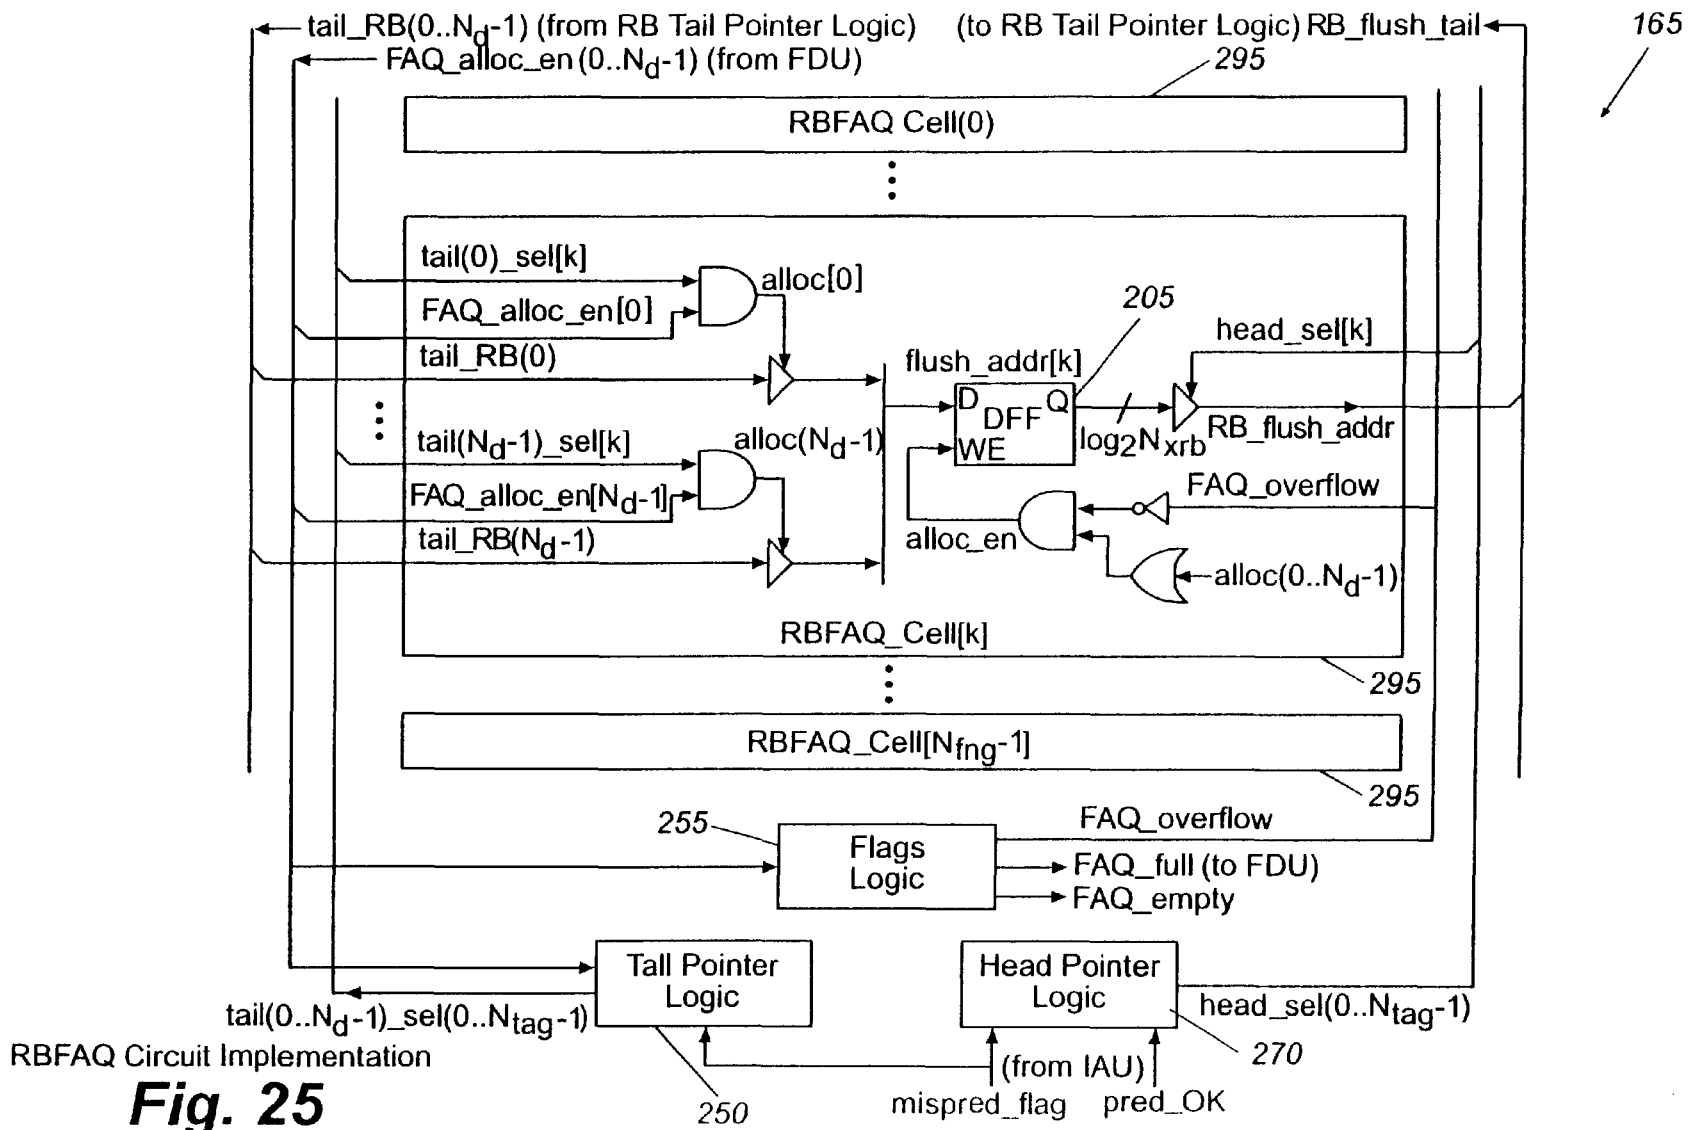 tail_RB(0..Nd-1) (from RB Tail Pointer Logic) (to RB Tail Pointer Logic) RB_flush_tail 165
FAQ_alloc_en(0..Nd-1) (from FDU) 295
RBFAQ Cell(0)
tail(0)_sel[k]
alloc[0]
FAQ_alloc_en[0]
tail_RB(0)
205
head_sel[k]
flush_addr[k]
D Q
DFF
WE
log2Nxrb
RB_flush_addr
tail(Nd-1)_sel[k]
alloc(Nd-1)
FAQ_alloc_en[Nd-1]
tail_RB(Nd-1)
FAQ_overflow
alloc_en
alloc(0..Nd-1)
RBFAQ_Cell[k]
295
RBFAQ_Cell[Nfng-1]
295
255
Flags
Logic
FAQ_overflow
FAQ_full (to FDU)
FAQ_empty
Tall Pointer
Logic
Head Pointer
Logic
tail(0..Nd-1)_sel(0..Ntag-1)
head_sel(0..Ntag-1)
250
270
(from IAU)
mispred_flag pred_OK
RBFAQ Circuit Implementation
Fig. 25